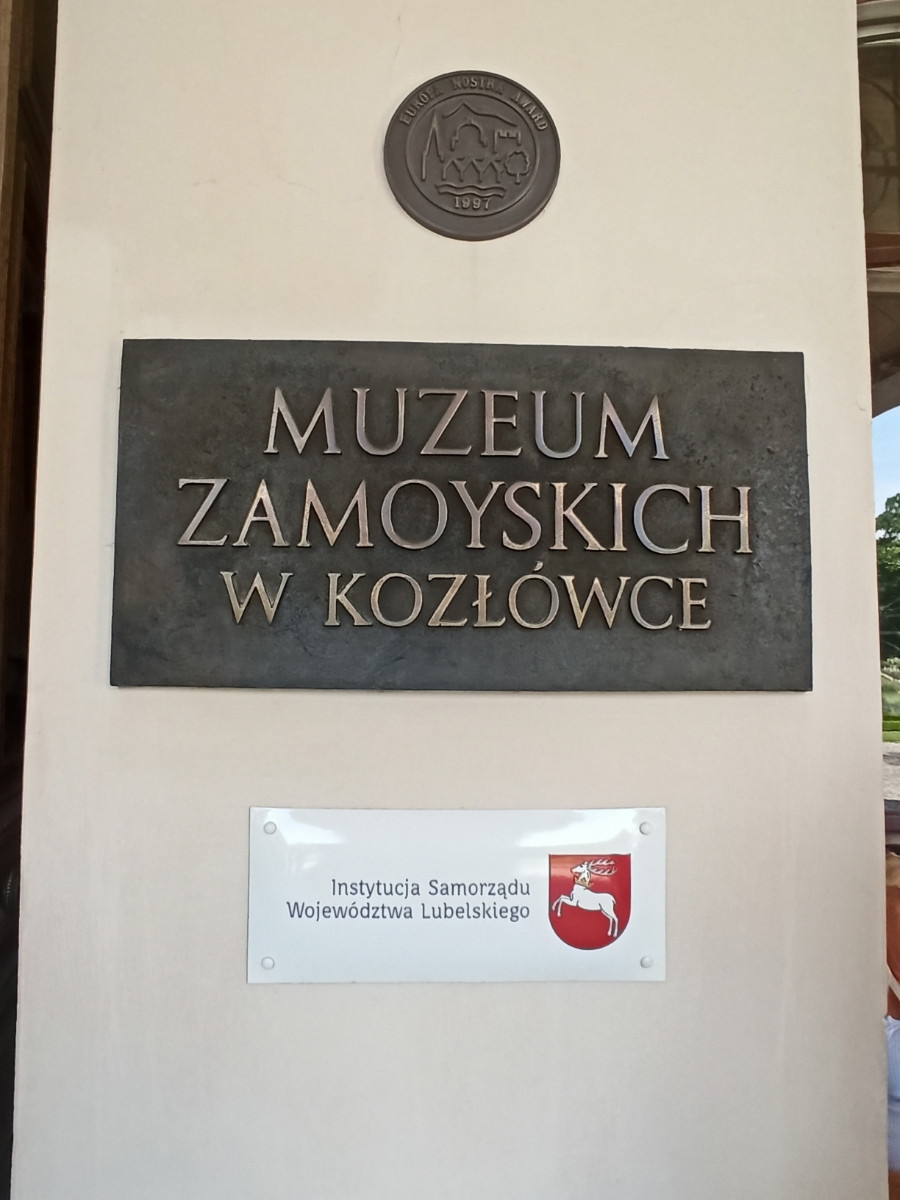 EUROPA NOSTRA AWARD
1997
MUZEUM
ZAMOYSKICH
W KOZŁÓWCE
Instytucja Samorządu
Województwa Lubelskiego